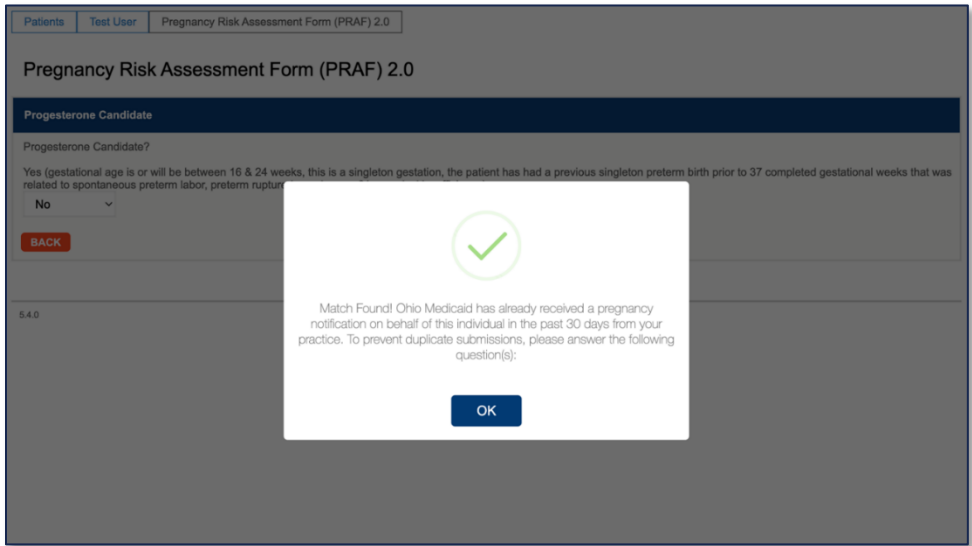 Patients
Test User
Pregnancy Risk Assessment Form (PRAF) 2.0
Pregnancy Risk Assessment Form (PRAF) 2.0
Progesterone Candidate
Progesterone Candidate?
Yes (gestational age is or will be between 16 & 24 weeks, this is a singleton gestation, the patient has had a previous singleton preterm birth prior to 37 completed gestational weeks that was
related to spontaneous preterm labor, preterm
No
BACK
Match Found! Ohio Medicaid has already received a pregnancy
notification on behalf of this individual in the past 30 days from your
practice. To prevent duplicate submissions, please answer the following
question(s):
OK
5.4.0